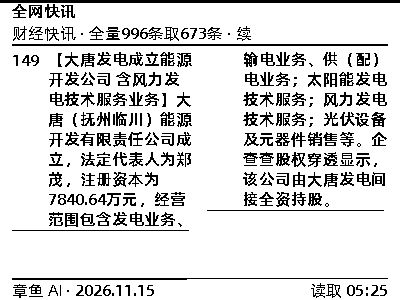 全网快讯
财经快讯 · 全量996条取673条 · 续
149 【大唐发电成立能源
开发公司 含风力发
电技术服务业务】大
唐（抚州临川）能源
开发有限责任公司成
立，法定代表人为郑
茂，注册资本为
7840.64万元，经营
范围包含发电业务、
输电业务、供（配）
电业务；太阳能发电
技术服务；风力发电
技术服务；光伏设备
及元器件销售等。企
查查股权穿透显示，
该公司由大唐发电间
接全资持股。
章鱼 AI · 2026.11.15
读取 05:25